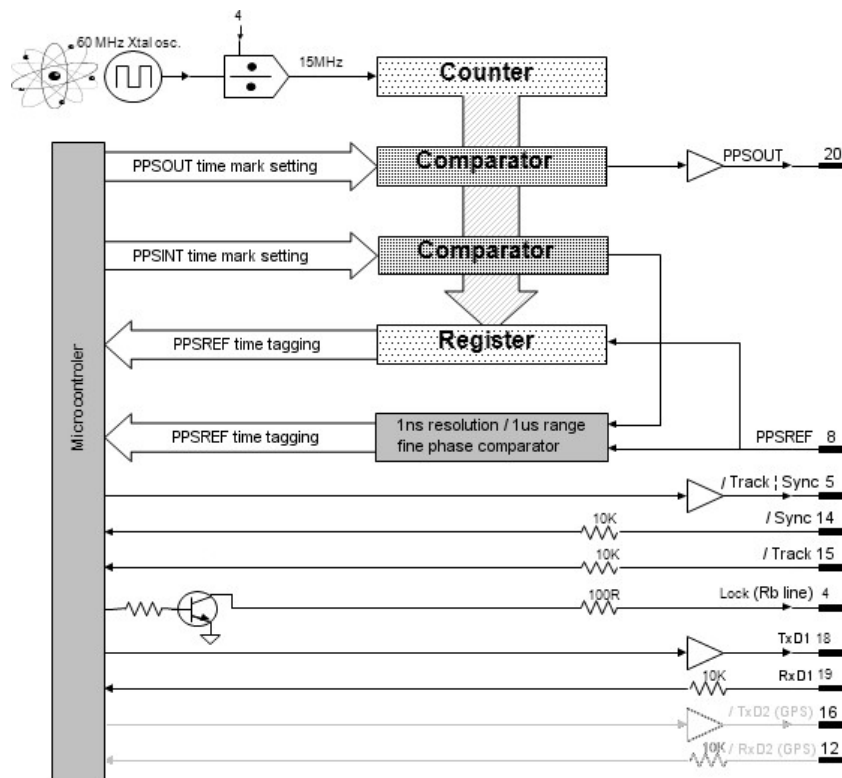 4
60 MHz Xtal osc.
15MHz
Counter
PPSOUT time mark setting
Comparator
PPSOUT
20
PPSINT time mark setting
Comparator
PPSREF time tagging
Register
Microcontroler
PPSREF time tagging
1ns resolution / 1us range
fine phase comparator
PPSREF
8
/ Track ¦ Sync 5
10K
/ Sync 14
10K
/ Track 15
100R
Lock (Rb line) 4
TxD1 18
10K
RxD1 19
/ TxD2 (GPS) 16
10K
/ RxD2 (GPS) 12